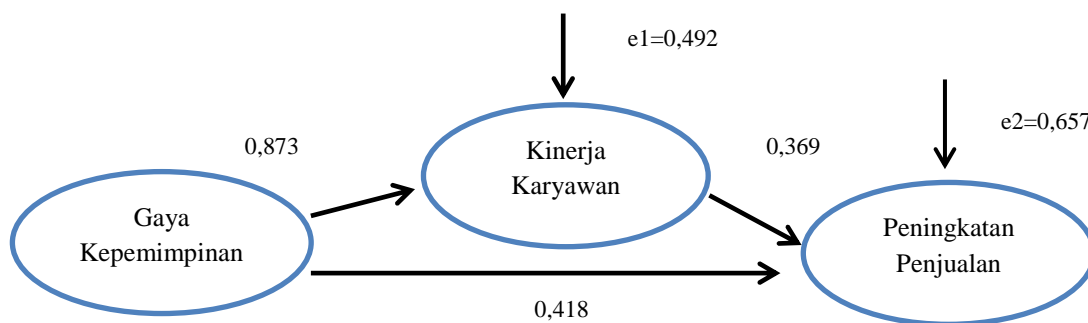 e1=0,492
e2=0,657
0,873
Kinerja
Karyawan
0,369
Gaya
Kepemimpinan
Peningkatan
Penjualan
0,418